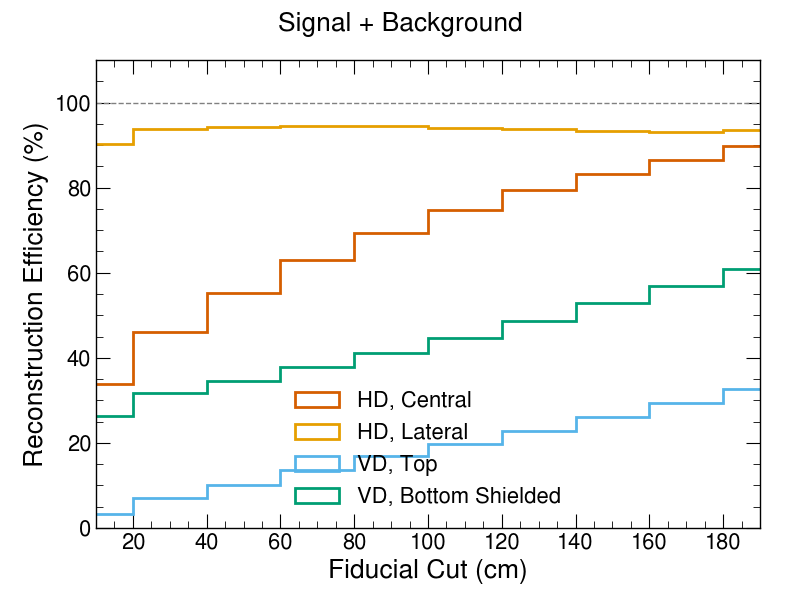 Signal + Background
Reconstruction Efficiency (%)
100
80
60
40
20
0
HD, Central
HD, Lateral
VD, Top
VD, Bottom Shielded
20 40 60 80 100 120 140 160 180
Fiducial Cut (cm)